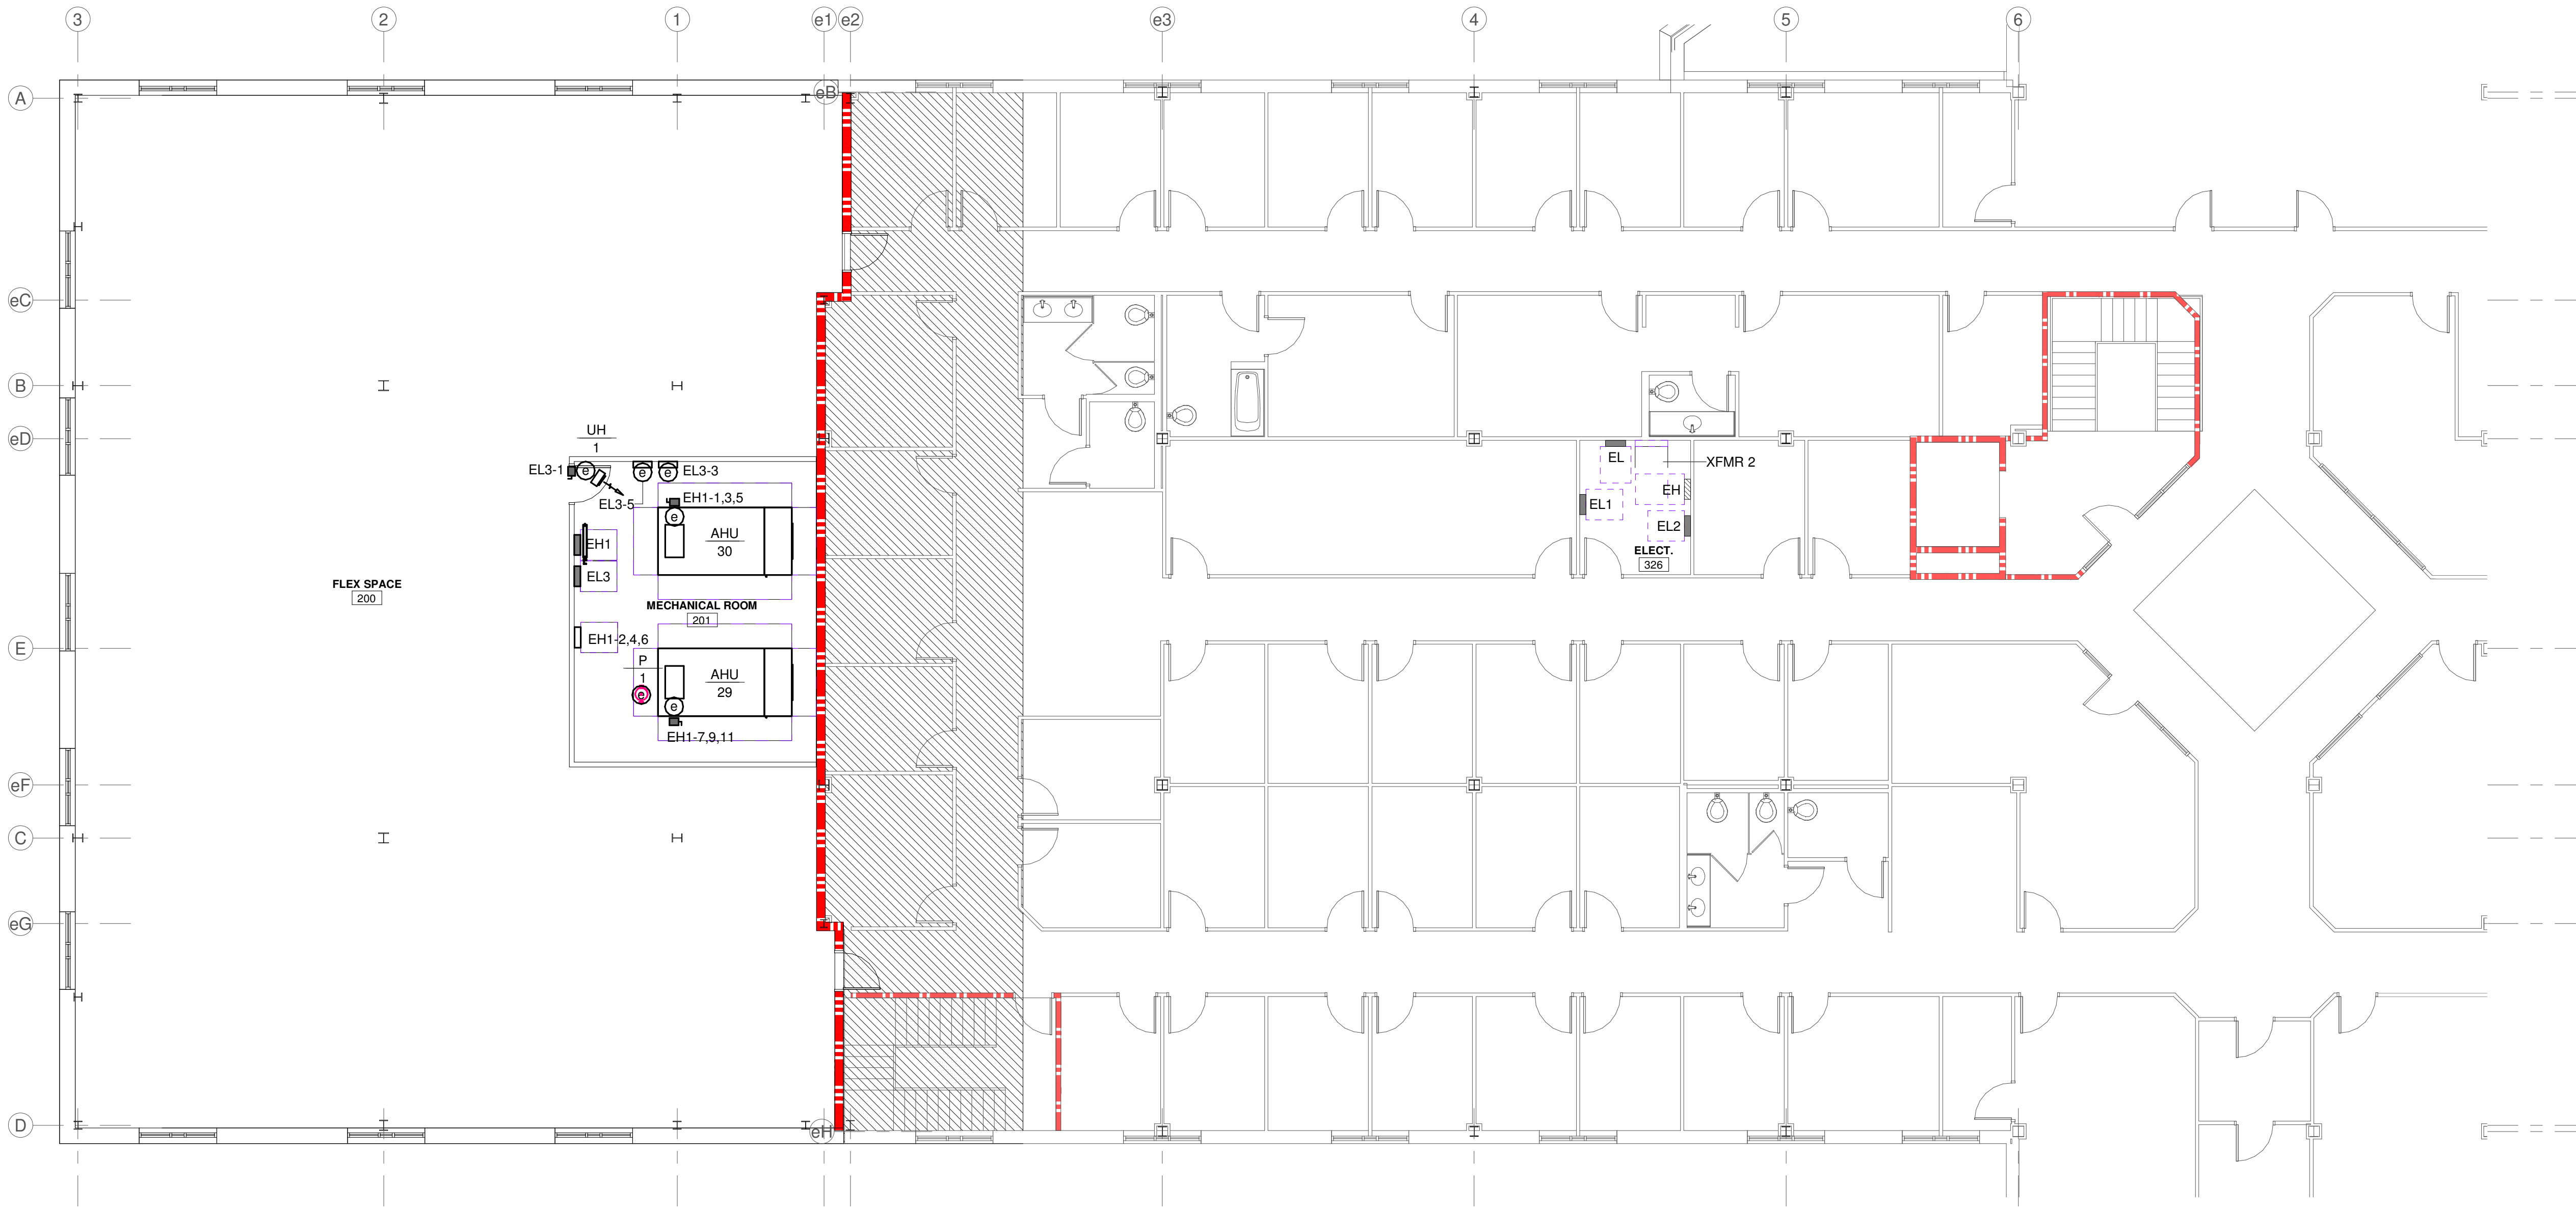 3
2
1
e1
e2
e3
4
5
6
A
eB
eC
B
eD
UH
1
EL3-1
e
e
e
EL3-3
EL
XFMR 2
EL3-5
EH1-1,3,5
EH
e
EL1
EL2
AHU
30
EH1
ELECT.
326
EL3
FLEX SPACE
200
MECHANICAL ROOM
201
EH1-2,4,6
E
P
1
AHU
29
e
e
EH1-7,9,11
eF
C
eG
D
eH